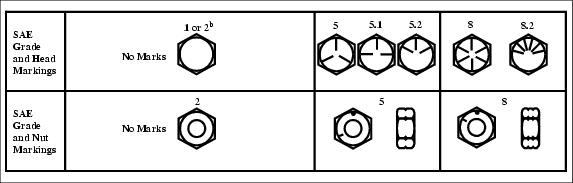 SAE
Grade
and Head
Markings
No Marks
1 or 2b
5
5.1
5.2
8
8.2
SAE
Grade
and Nut
Markings
No Marks
2
5
8